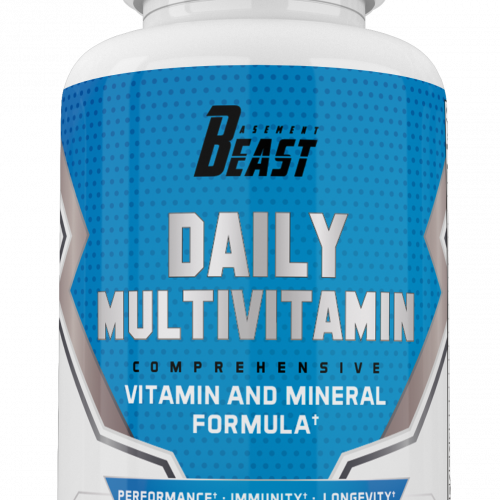 BASEMENT
BEAST
DAILY
MULTIVITAMIN
COMPREHENSIVE
VITAMIN AND MINERAL
FORMULA†
PERFORMANCE† · IMMUNITY† · LONGEVITY†